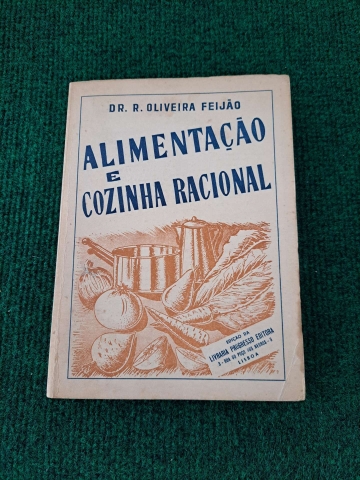 DR. R. OLIVEIRA FEIJÃO
ALIMENTAÇÃO
E
COZINHA RACIONAL
EDIÇÃO DA
LIVRARIA PROGRESSO EDITORA
LISBOA